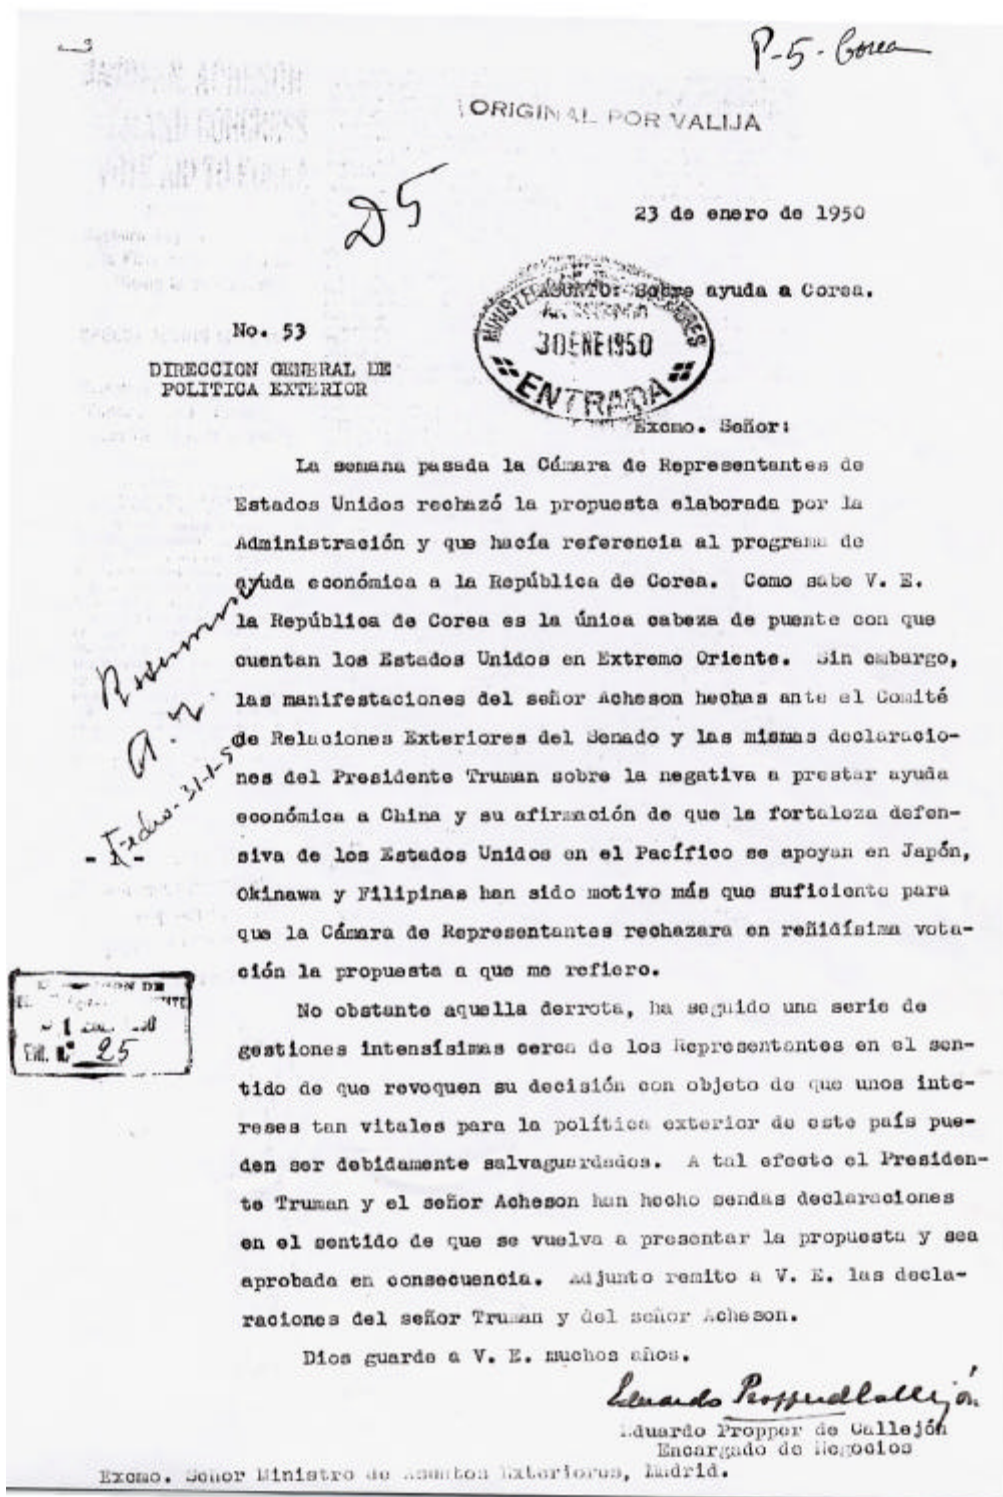 P-5-Corea
ORIGINAL POR VALIJA
D5
23 de enero de 1950
ASUNTO: Sobre ayuda a Corea.
No. 53
30 ENE 1950
ENTRADA
DIRECCION GENERAL DE
POLITICA EXTERIOR
Excmo. Señor:
La semana pasada la Cámara de Representantes de
Estados Unidos rechazó la propuesta elaborada por la
Administración y que hacía referencia al programa de
ayuda económica a la República de Corea. Como sabe V. E.
la República de Corea es la única cabeza de puente con que
cuentan los Estados Unidos en Extremo Oriente. Sin embargo,
las manifestaciones del señor Acheson hechas ante el Comité
de Relaciones Exteriores del Senado y las mismas declaracio-
nes del Presidente Truman sobre la negativa a prestar ayuda
económica a China y su afirmación de que la fortaleza defen-
siva de los Estados Unidos en el Pacífico se apoyan en Japón,
Okinawa y Filipinas han sido motivo más que suficiente para
que la Cámara de Representantes rechazara en reñidísima vota-
ción la propuesta a que me refiero.
No obstante aquella derrota, ha seguido una serie de
gestiones intensísimas cerca de los Representantes en el sen-
tido de que revoquen su decisión con objeto de que unos inte-
reses tan vitales para la política exterior de este país pue-
den ser debidamente salvaguardados. A tal efecto el Presiden-
te Truman y el señor Acheson han hecho sendas declaraciones
en el sentido de que se vuelva a presentar la propuesta y sea
aprobada en consecuencia. Adjunto remito a V. E. las decla-
raciones del señor Truman y del señor Acheson.
Dios guarde a V. E. muchos años.
25
Eduardo Propper de Callejón
Eduardo Propper de Callejón
Encargado de Negocios
Excmo. Señor Ministro de Asuntos Exteriores, Madrid.